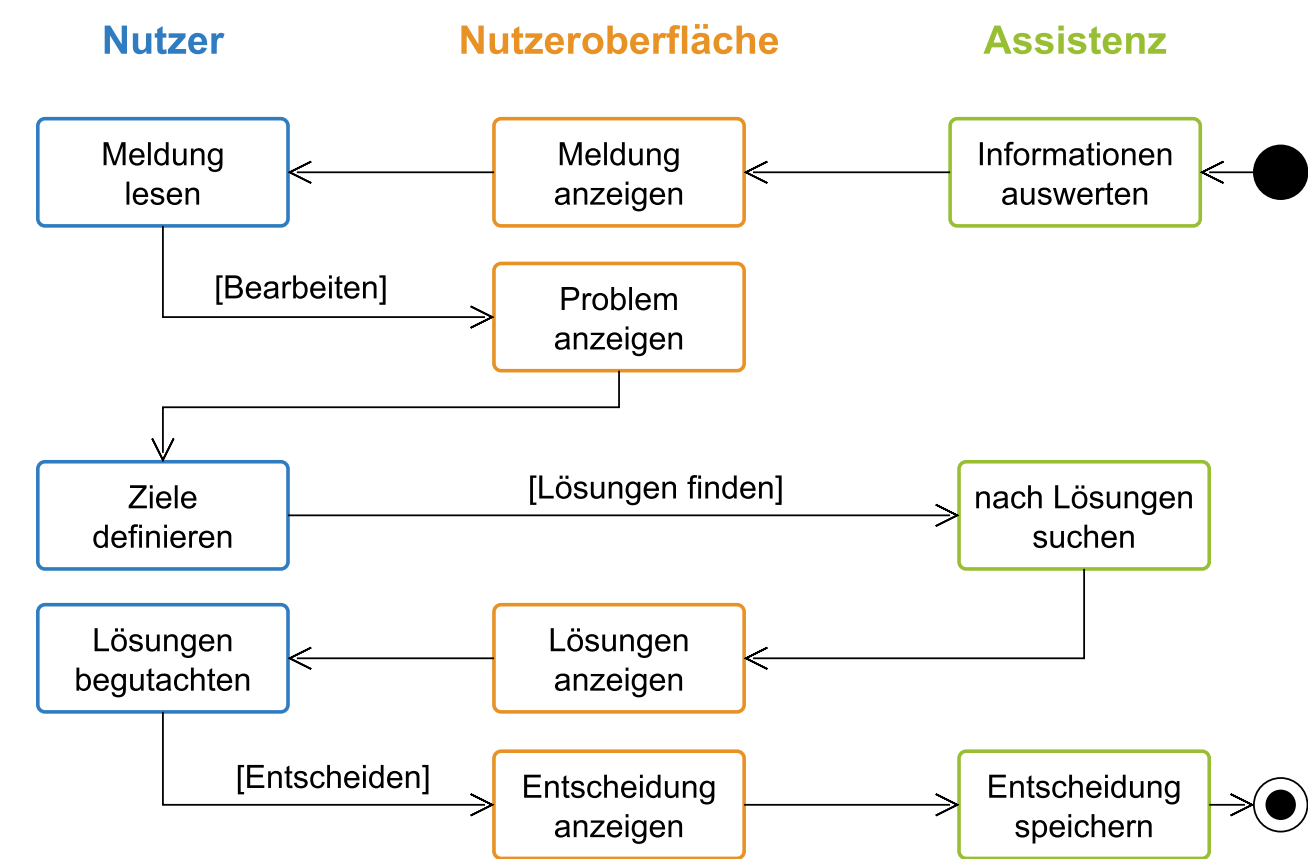 Nutzer
Nutzeroberfläche
Assistenz
Meldung
lesen
Meldung
anzeigen
Informationen
auswerten
[Bearbeiten]
Problem
anzeigen
Ziele
definieren
[Lösungen finden]
nach Lösungen
suchen
Lösungen
begutachten
Lösungen
anzeigen
[Entscheiden]
Entscheidung
anzeigen
Entscheidung
speichern